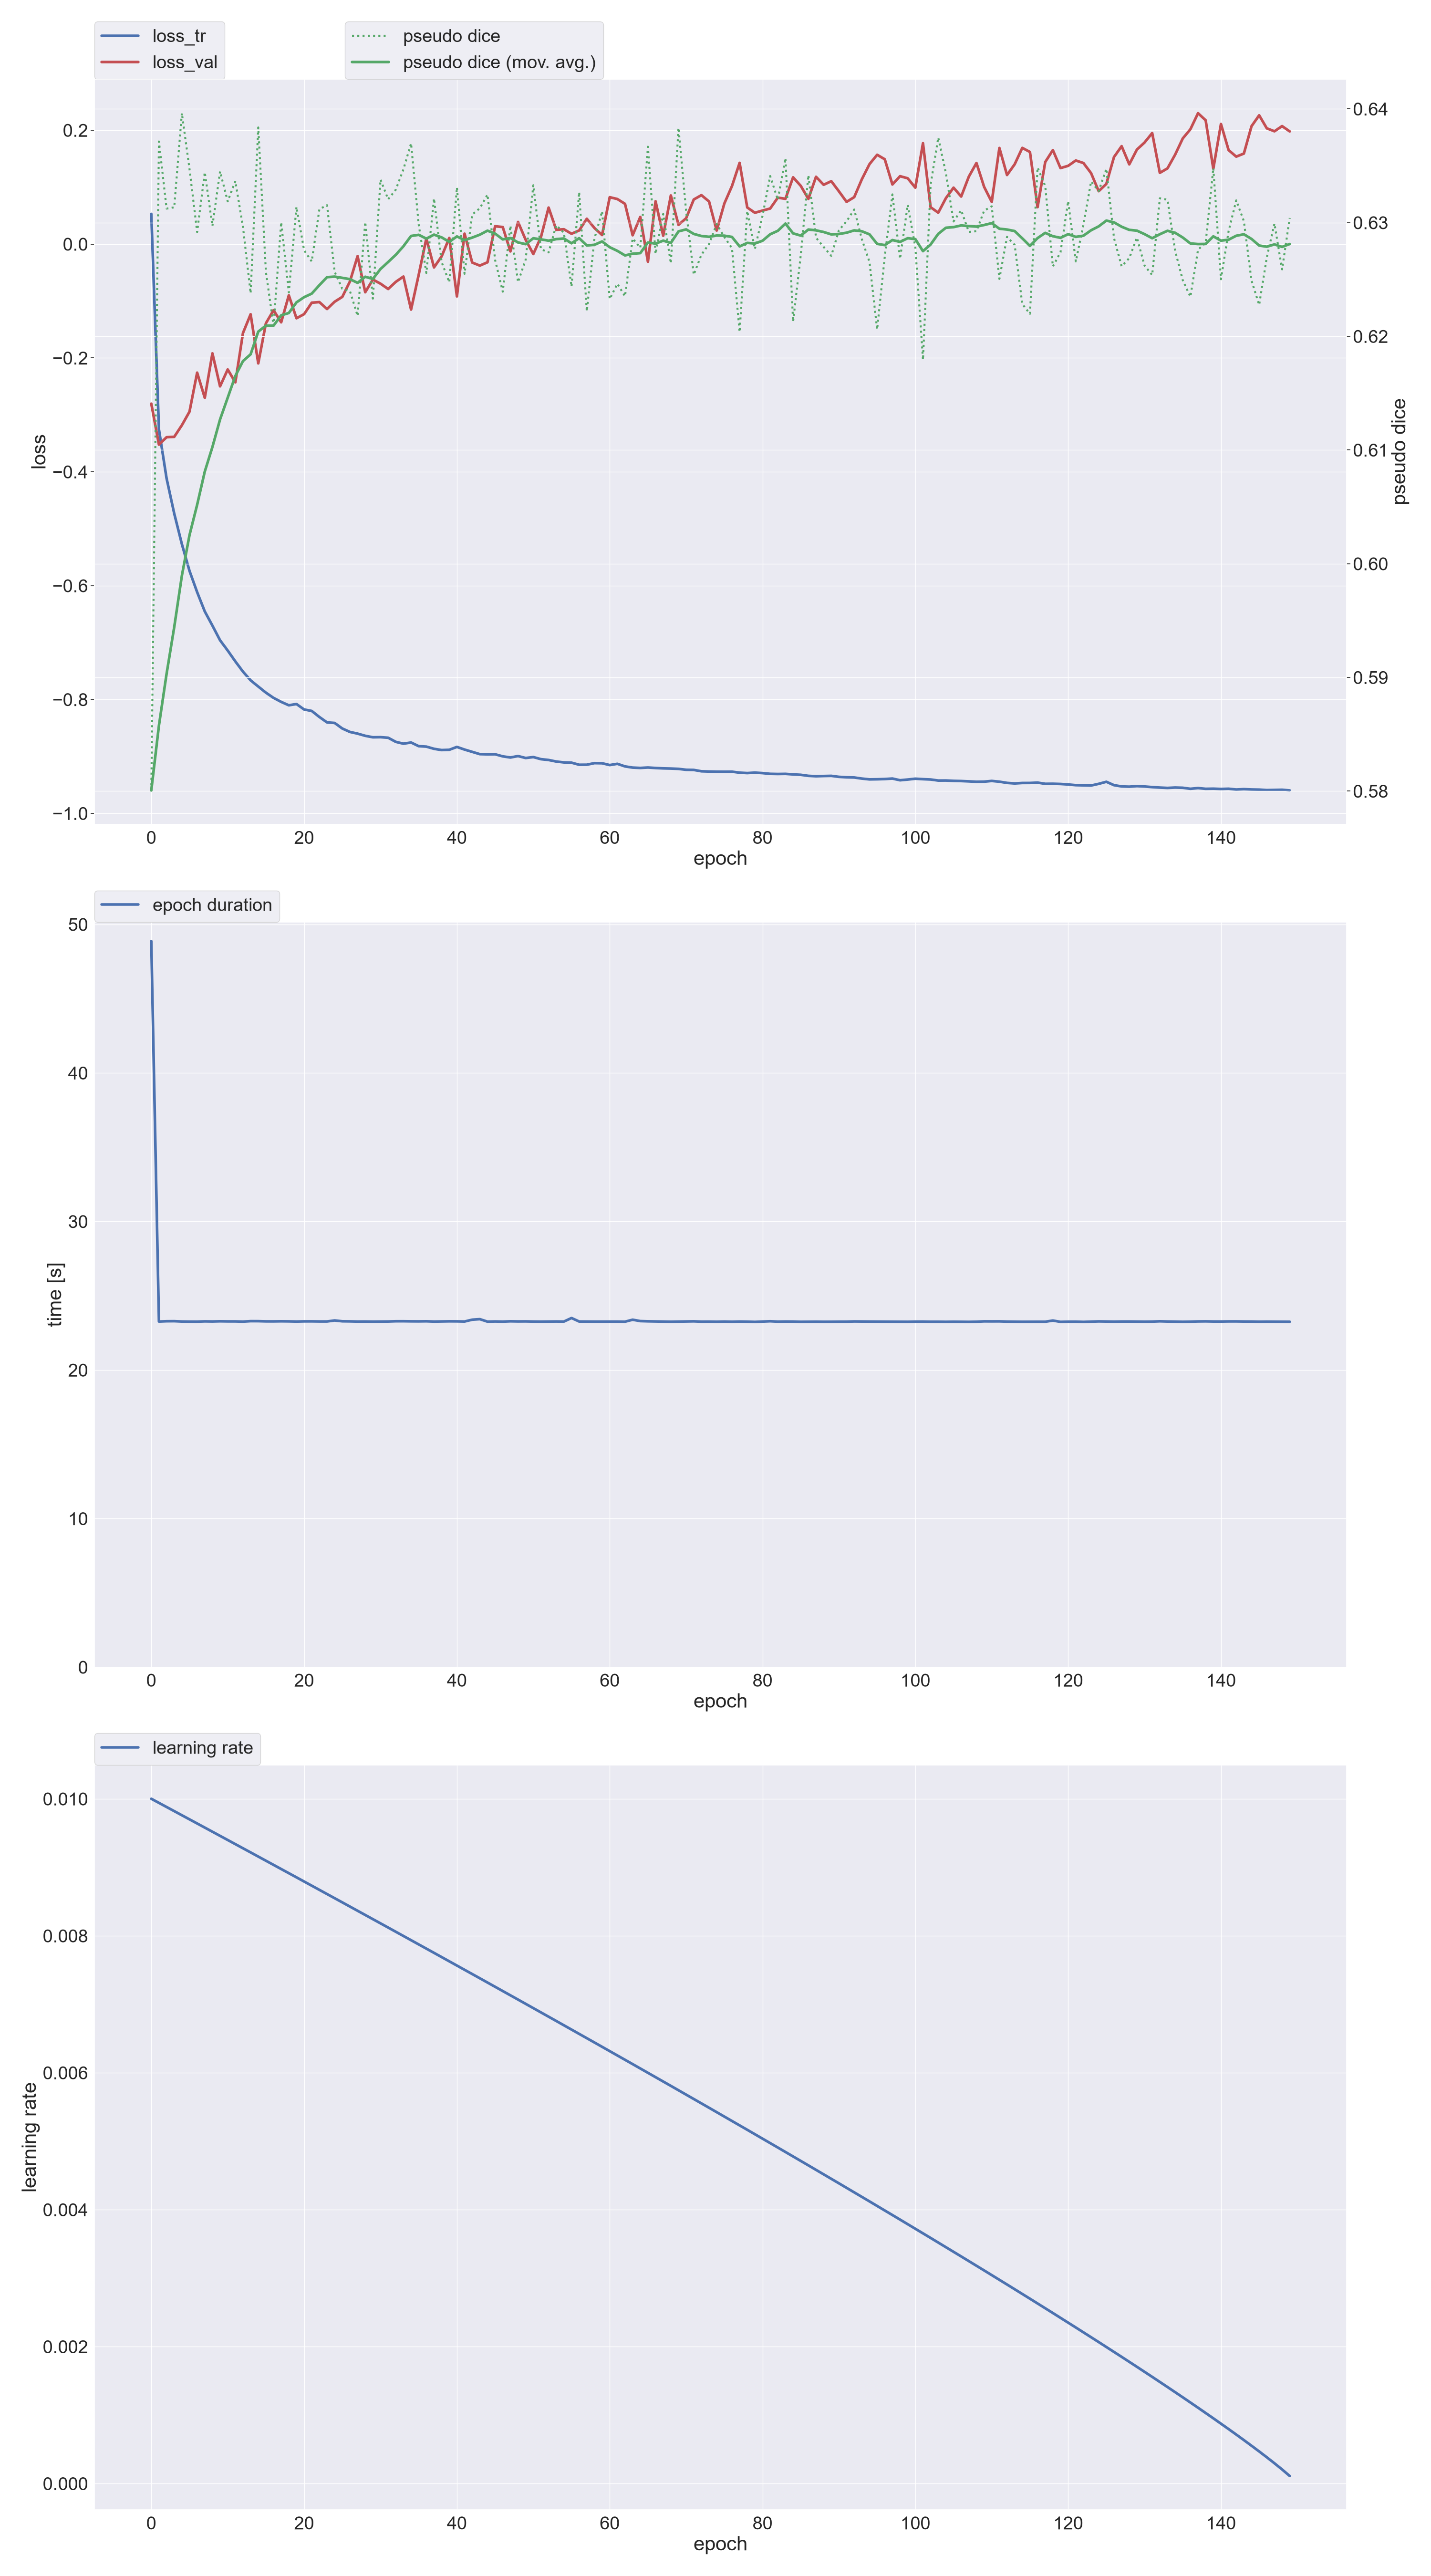 loss_tr
loss_val
pseudo dice
pseudo dice (mov. avg.)
0.2
0.0
−0.2
−0.4
−0.6
−0.8
−1.0
loss
0.64
0.63
0.62
0.61
0.60
0.59
0.58
pseudo dice
0 20 40 60 80 100 120 140
epoch
epoch duration
50
40
30
20
10
0
time [s]
0 20 40 60 80 100 120 140
epoch
learning rate
0.010
0.008
0.006
0.004
0.002
0.000
learning rate
0 20 40 60 80 100 120 140
epoch